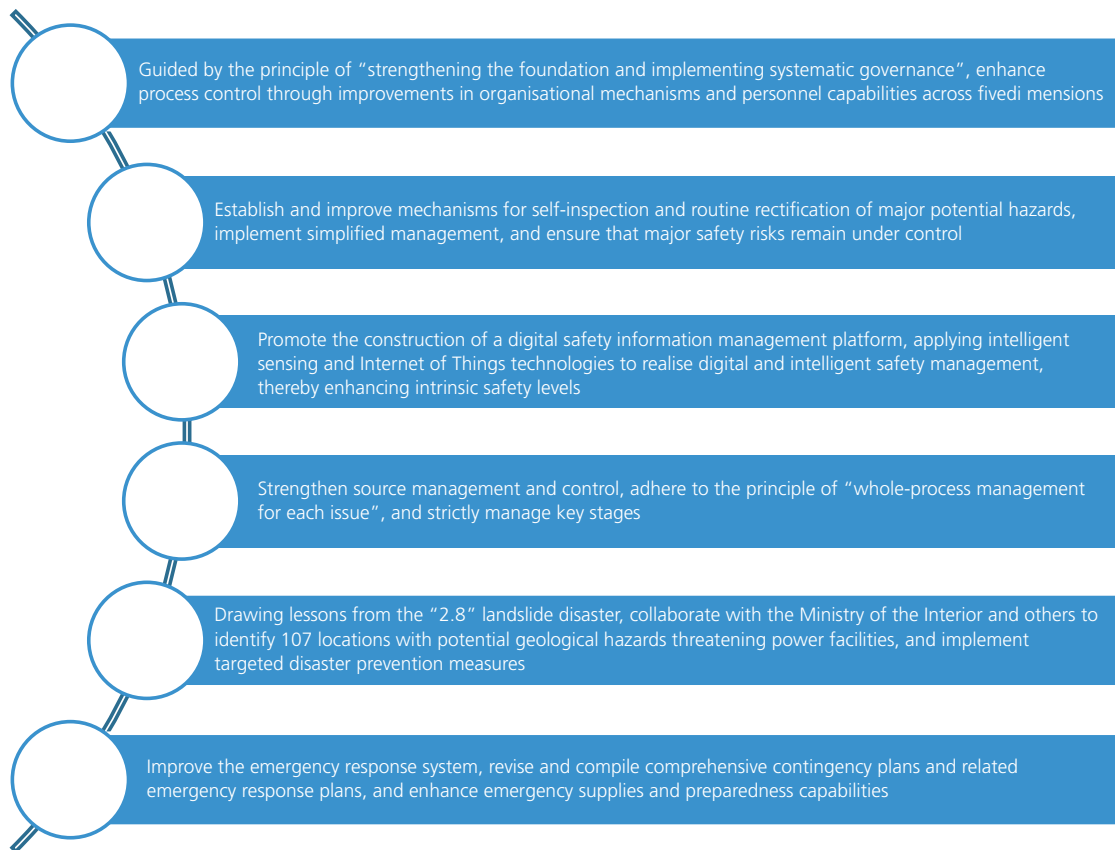 Guided by the principle of “strengthening the foundation and implementing systematic governance”, enhance
process control through improvements in organisational mechanisms and personnel capabilities across fivedi mensions
Establish and improve mechanisms for self-inspection and routine rectification of major potential hazards,
implement simplified management, and ensure that major safety risks remain under control
Promote the construction of a digital safety information management platform, applying intelligent
sensing and Internet of Things technologies to realise digital and intelligent safety management,
thereby enhancing intrinsic safety levels
Strengthen source management and control, adhere to the principle of “whole-process management
for each issue”, and strictly manage key stages
Drawing lessons from the “2.8” landslide disaster, collaborate with the Ministry of the Interior and others to
identify 107 locations with potential geological hazards threatening power facilities, and implement
targeted disaster prevention measures
Improve the emergency response system, revise and compile comprehensive contingency plans and related
emergency response plans, and enhance emergency supplies and preparedness capabilities